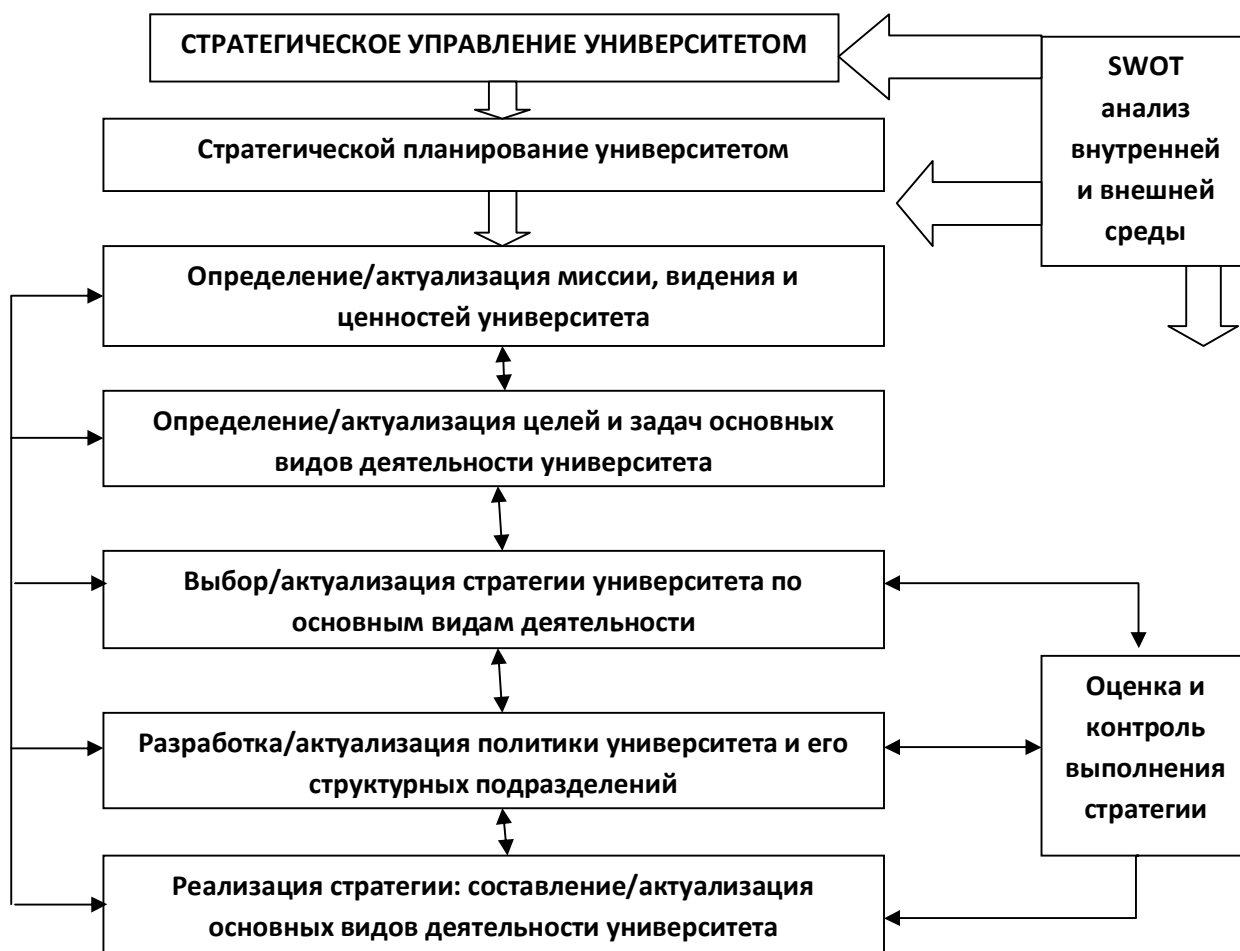 СТРАТЕГИЧЕСКОЕ УПРАВЛЕНИЕ УНИВЕРСИТЕТОМ
SWOT
анализ
внутренней
и внешней
среды
Стратегической планирование университетом
Определение/актуализация миссии, видения и
ценностей университета
Определение/актуализация целей и задач основных
видов деятельности университета
Выбор/актуализация стратегии университета по
основным видам деятельности
Разработка/актуализация политики университета и его
структурных подразделений
Оценка и
контроль
выполнения
стратегии
Реализация стратегии: составление/актуализация
основных видов деятельности университета